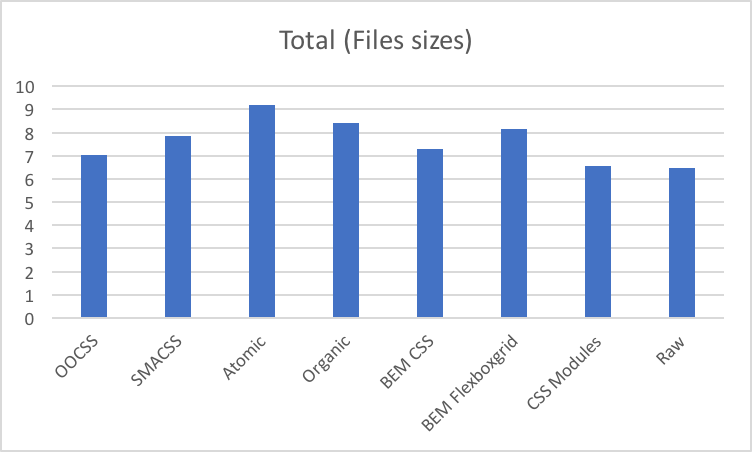 Total (Files sizes)
10
9
8
7
6
5
4
3
2
1
0
OOCSS
SMACSS
Atomic
Organic
BEM CSS
BEM Flexboxgrid
CSS Modules
Raw